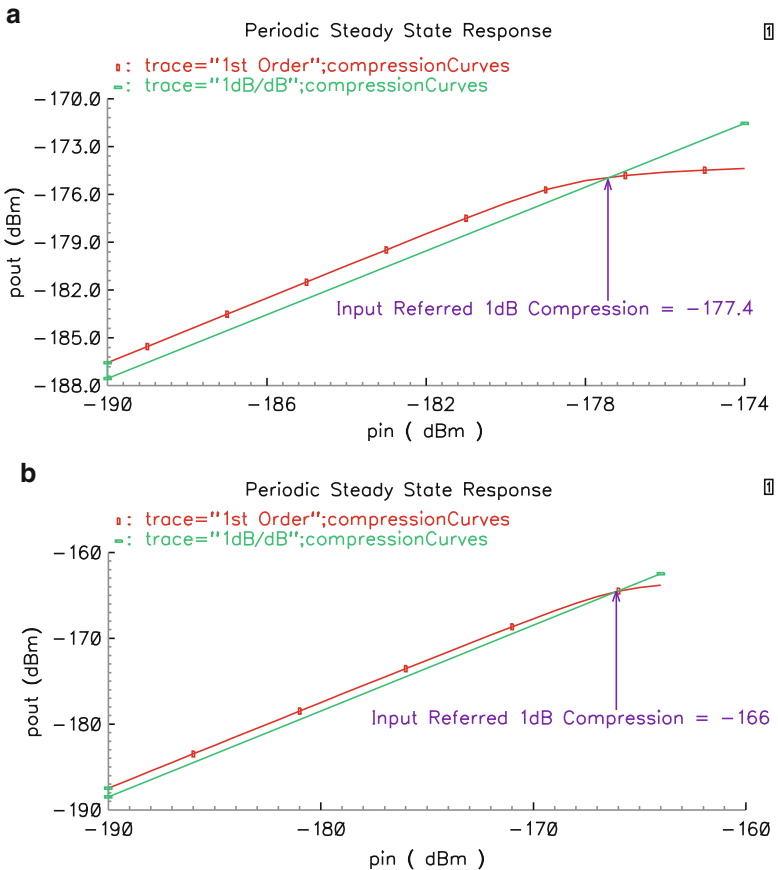 a
Periodic Steady State Response
1
: trace="1st Order";compressionCurves
: trace="1dB/dB";compressionCurves
-170.0
-173.0
-176.0
-179.0
-182.0
-185.0
-188.0
pout (dBm)
Input Referred 1dB Compression = -177.4
-190 -186 -182 -178 -174
pin ( dBm )
b
Periodic Steady State Response
1
: trace="1st Order";compressionCurves
: trace="1dB/dB";compressionCurves
-160
-170
-180
-190
pout (dBm)
Input Referred 1dB Compression = -166
-190 -180 -170 -160
pin ( dBm )